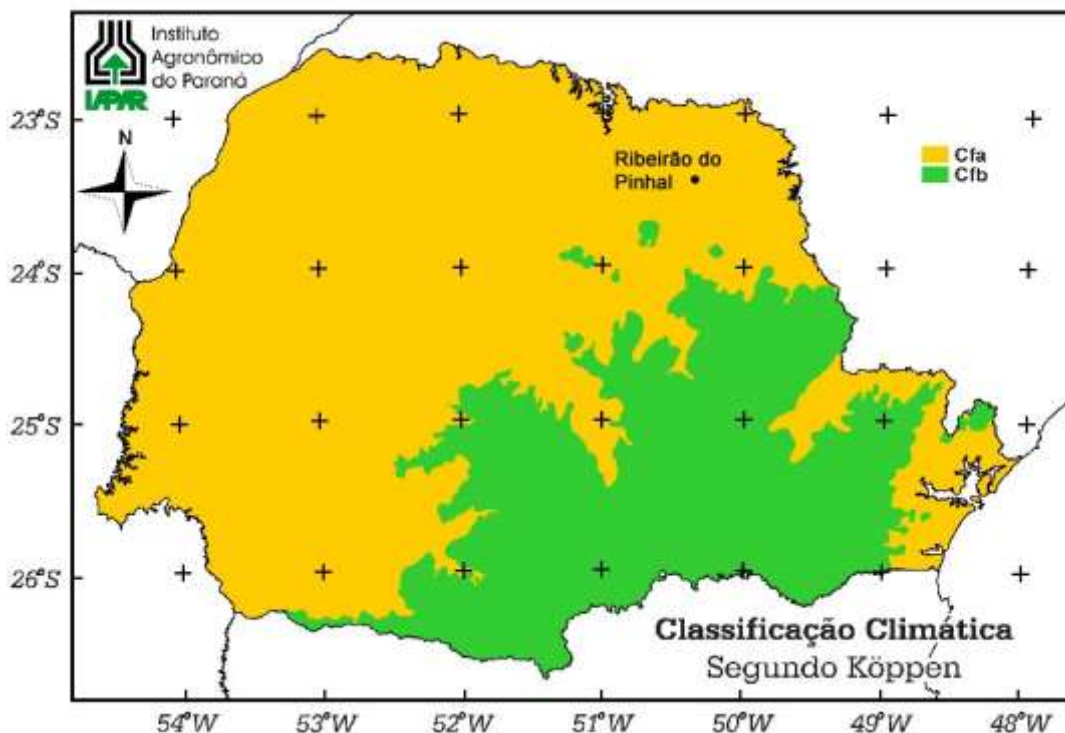 Instituto
Agronômico
do Paraná
IAPAR
N
Ribeirão do
Pinhal
Cfa
Cfb
23°S
24°S
25°S
26°S
Classificação Climática
Segundo Köppen
54°W
53°W
52°W
51°W
50°W
49°W
48°W